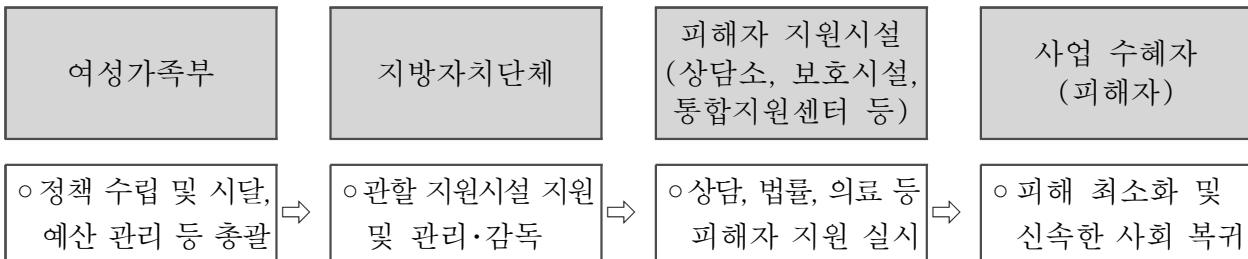 여성가족부
지방자치단체
피해자 지원시설
(상담소, 보호시설,
통합지원센터 등)
사업 수혜자
(피해자)
○정책 수립 및 시달,
예산 관리 등 총괄
⇨
○관할 지원시설 지원
및 관리·감독
⇨
○상담, 법률, 의료 등
피해자 지원 실시
⇨
○피해 최소화 및
신속한 사회 복귀